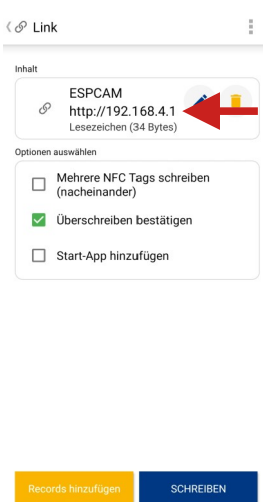 Link
Inhalt
ESPCAM
http://192.168.4.1
Lesezeichen (34 Bytes)
Optionen auswählen
Mehrere NFC Tags schreiben
(nacheinander)
Überschreiben bestätigen
Start-App hinzufügen
Records hinzufügen
SCHREIBEN